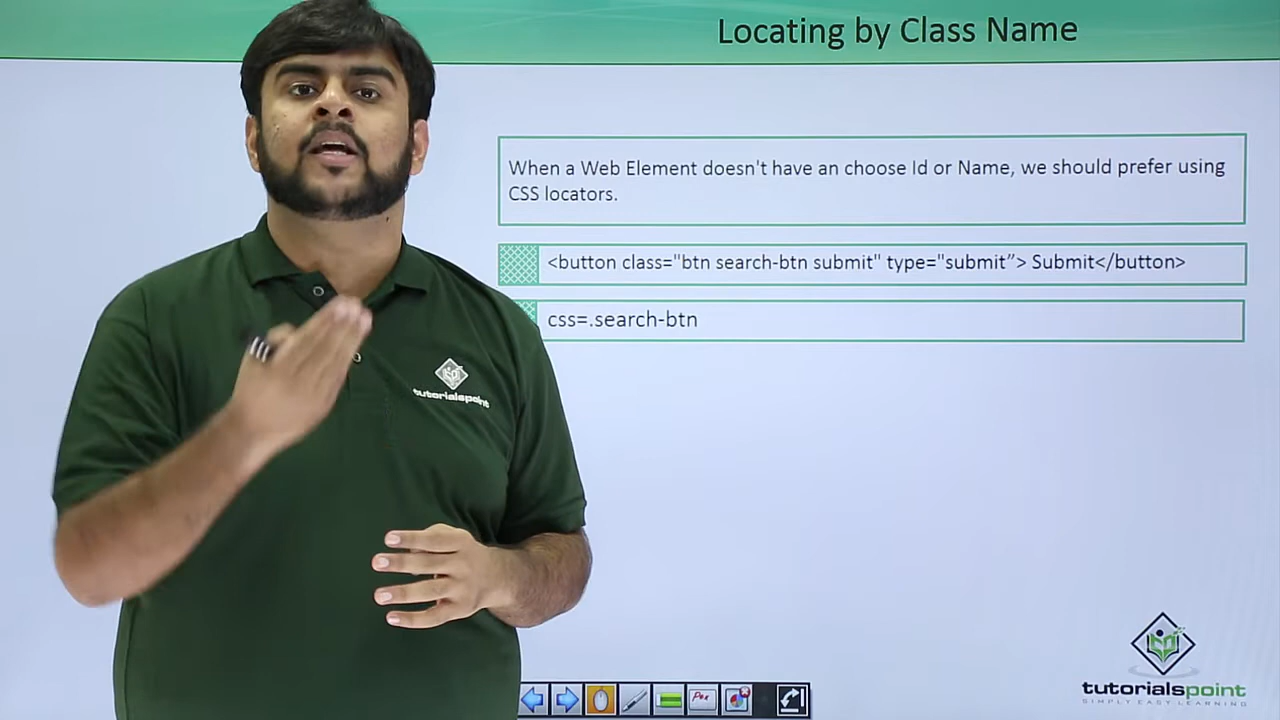 Locating by Class Name
When a Web Element doesn't have an choose Id or Name, we should prefer using
CSS locators.
<button class="btn search-btn submit" type="submit”> Submit</button>
css=.search-btn
tutorialspoint
Pen
tutorialspoint
SIMPLY EASY LEARNING